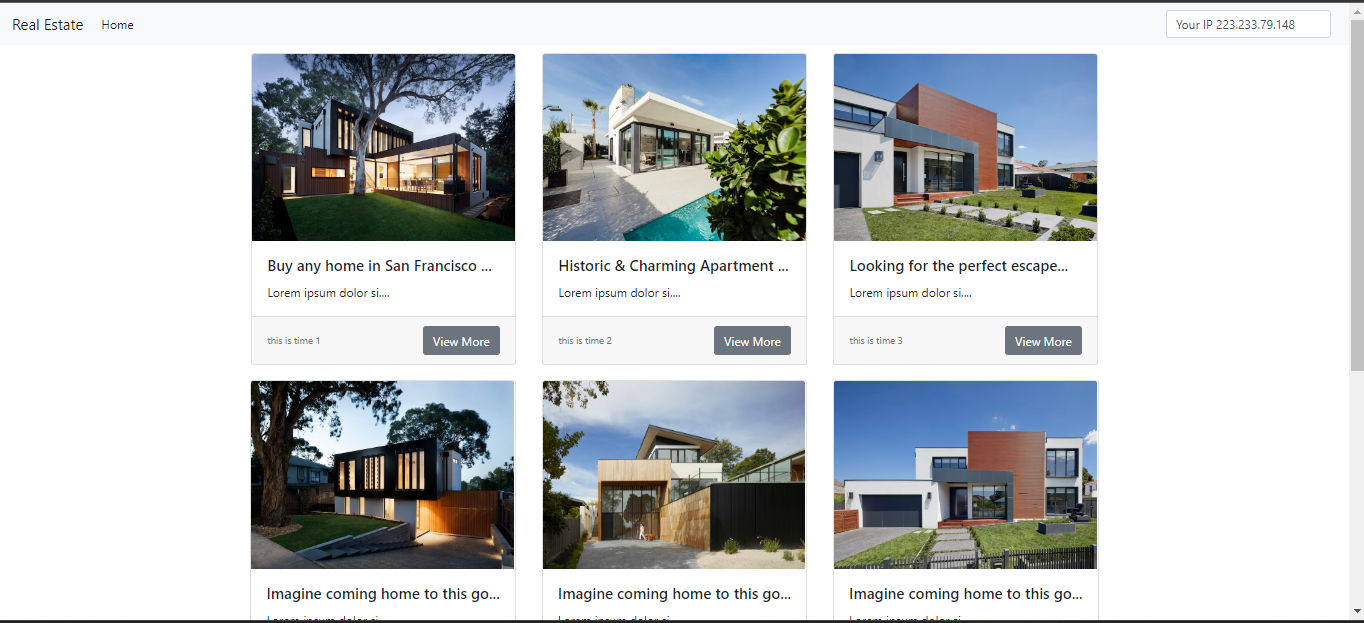 Real Estate Home Your IP 223.233.79.148
Buy any home in San Francisco ...
Lorem ipsum dolor si....
this is time 1 View More
Historic & Charming Apartment ...
Lorem ipsum dolor si....
this is time 2 View More
Looking for the perfect escape...
Lorem ipsum dolor si....
this is time 3 View More
Imagine coming home to this go...
Imagine coming home to this go...
Imagine coming home to this go...